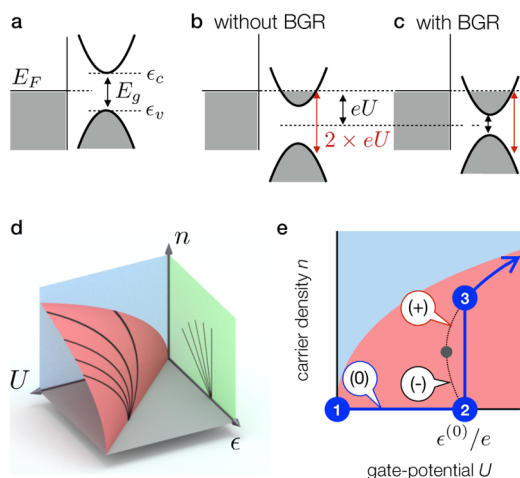 a
E_F
ϵ_c
E_g
ϵ_v
b
without BGR
eU
2 × eU
c
with BGR
d
n
U
ϵ
e
carrier density n
(+)
3
(0)
(-)
1
2
ϵ^(0)/e
gate-potential U